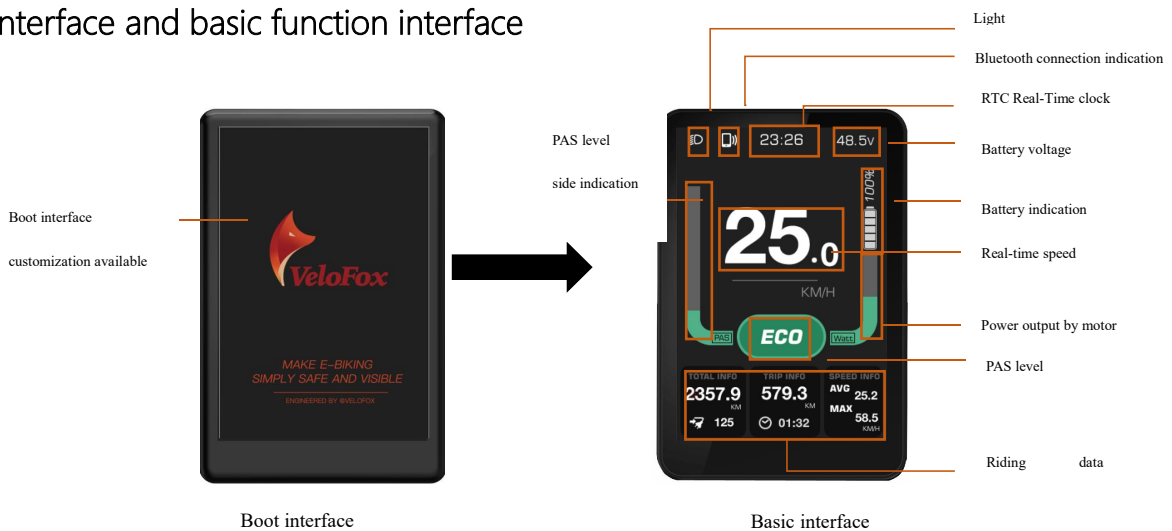 nterface and basic function interface
Light
Bluetooth connection indication
RTC Real-Time clock
Battery voltage
Battery indication
Real-time speed
Power output by motor
PAS level
Riding data
PAS level
side indication
Boot interface
customization available
VeloFox
MAKE E-BIKING
SIMPLY SAFE AND VISIBLE
ENGINEERED BY @VELOFOX
23:26
48.5v
100%
25.0
KM/H
PAS
ECO
Watt
TOTAL INFO
2357.9
KM
125
TRIP INFO
579.3
KM
01:32
SPEED INFO
AVG 25.2
MAX 58.5
KM/H
Boot interface
Basic interface